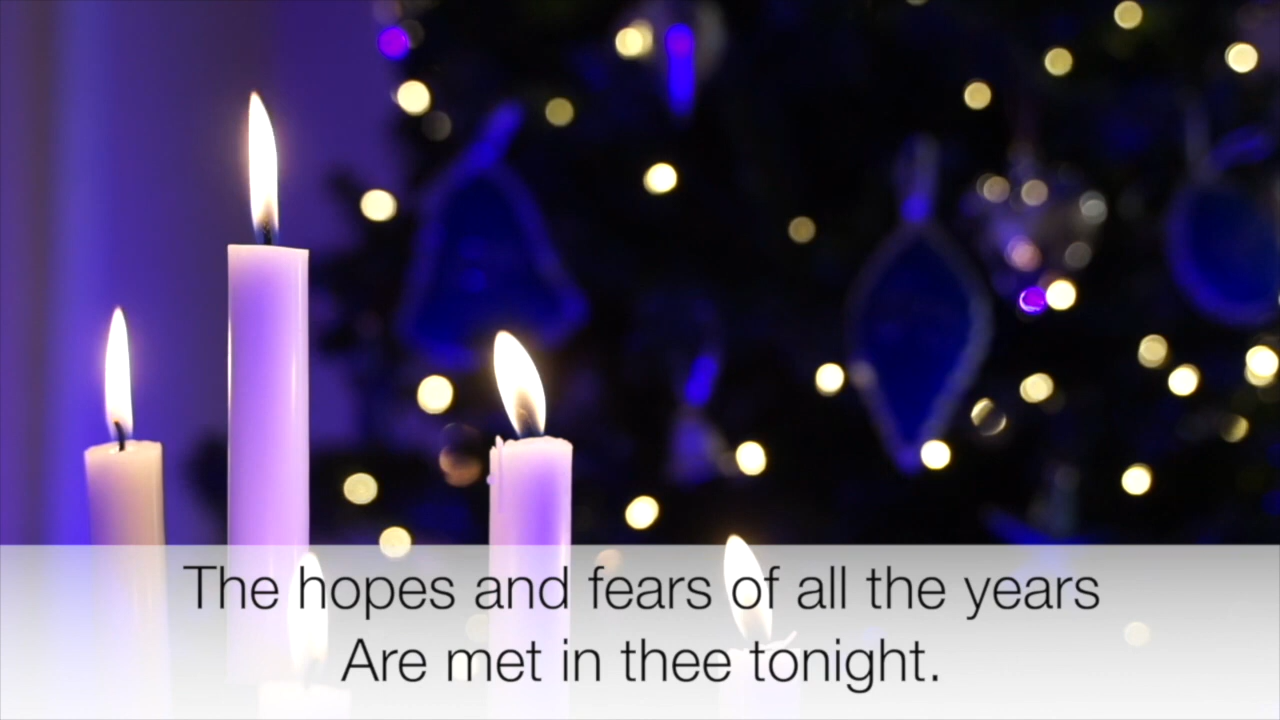 The hopes and fears of all the years
Are met in thee tonight.